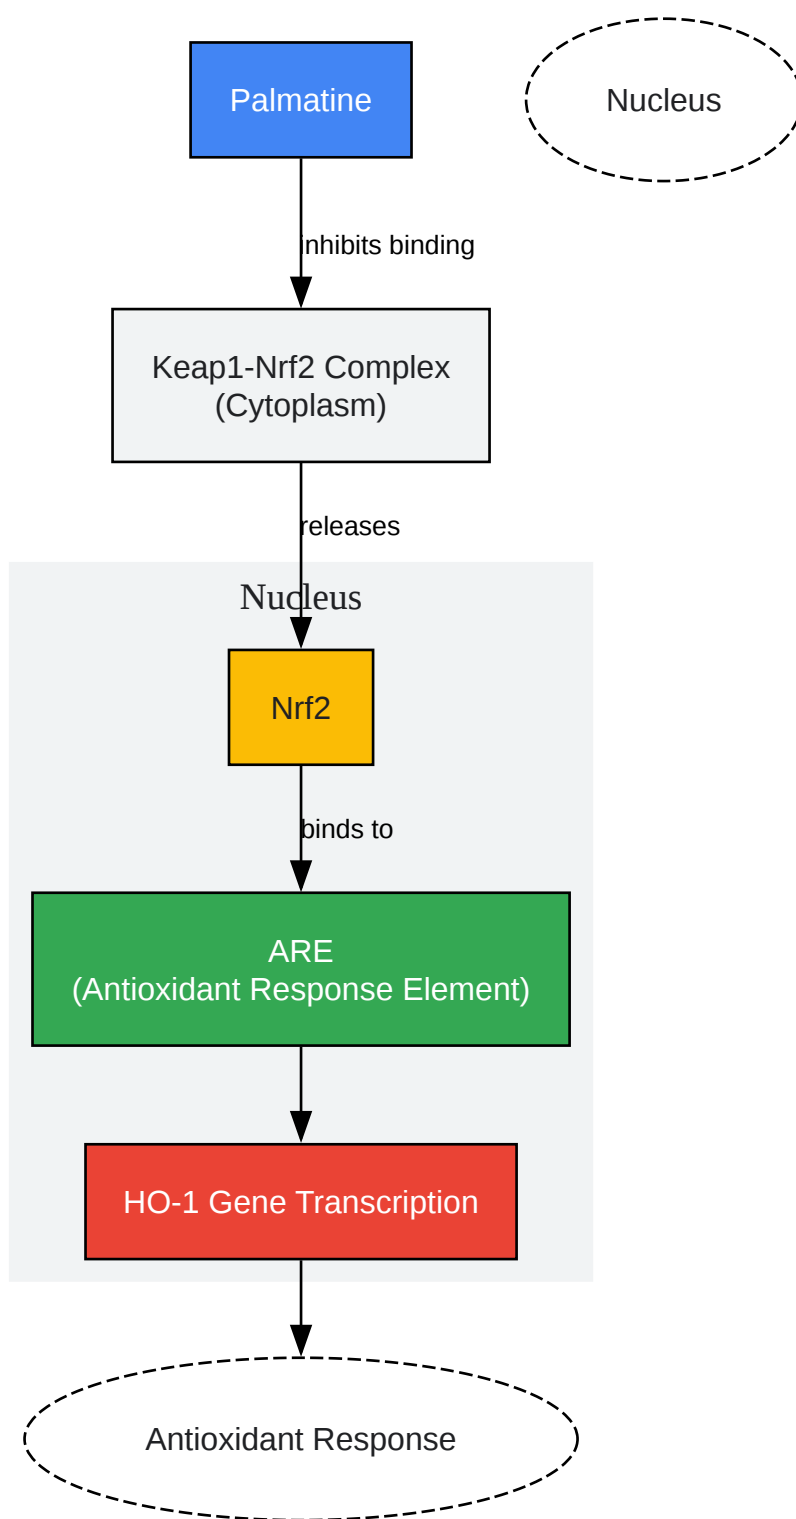 Palmatine
Nucleus
inhibits binding
Keap1-Nrf2 Complex
(Cytoplasm)
releases
Nucleus
Nrf2
binds to
ARE
(Antioxidant Response Element)
HO-1 Gene Transcription
Antioxidant Response